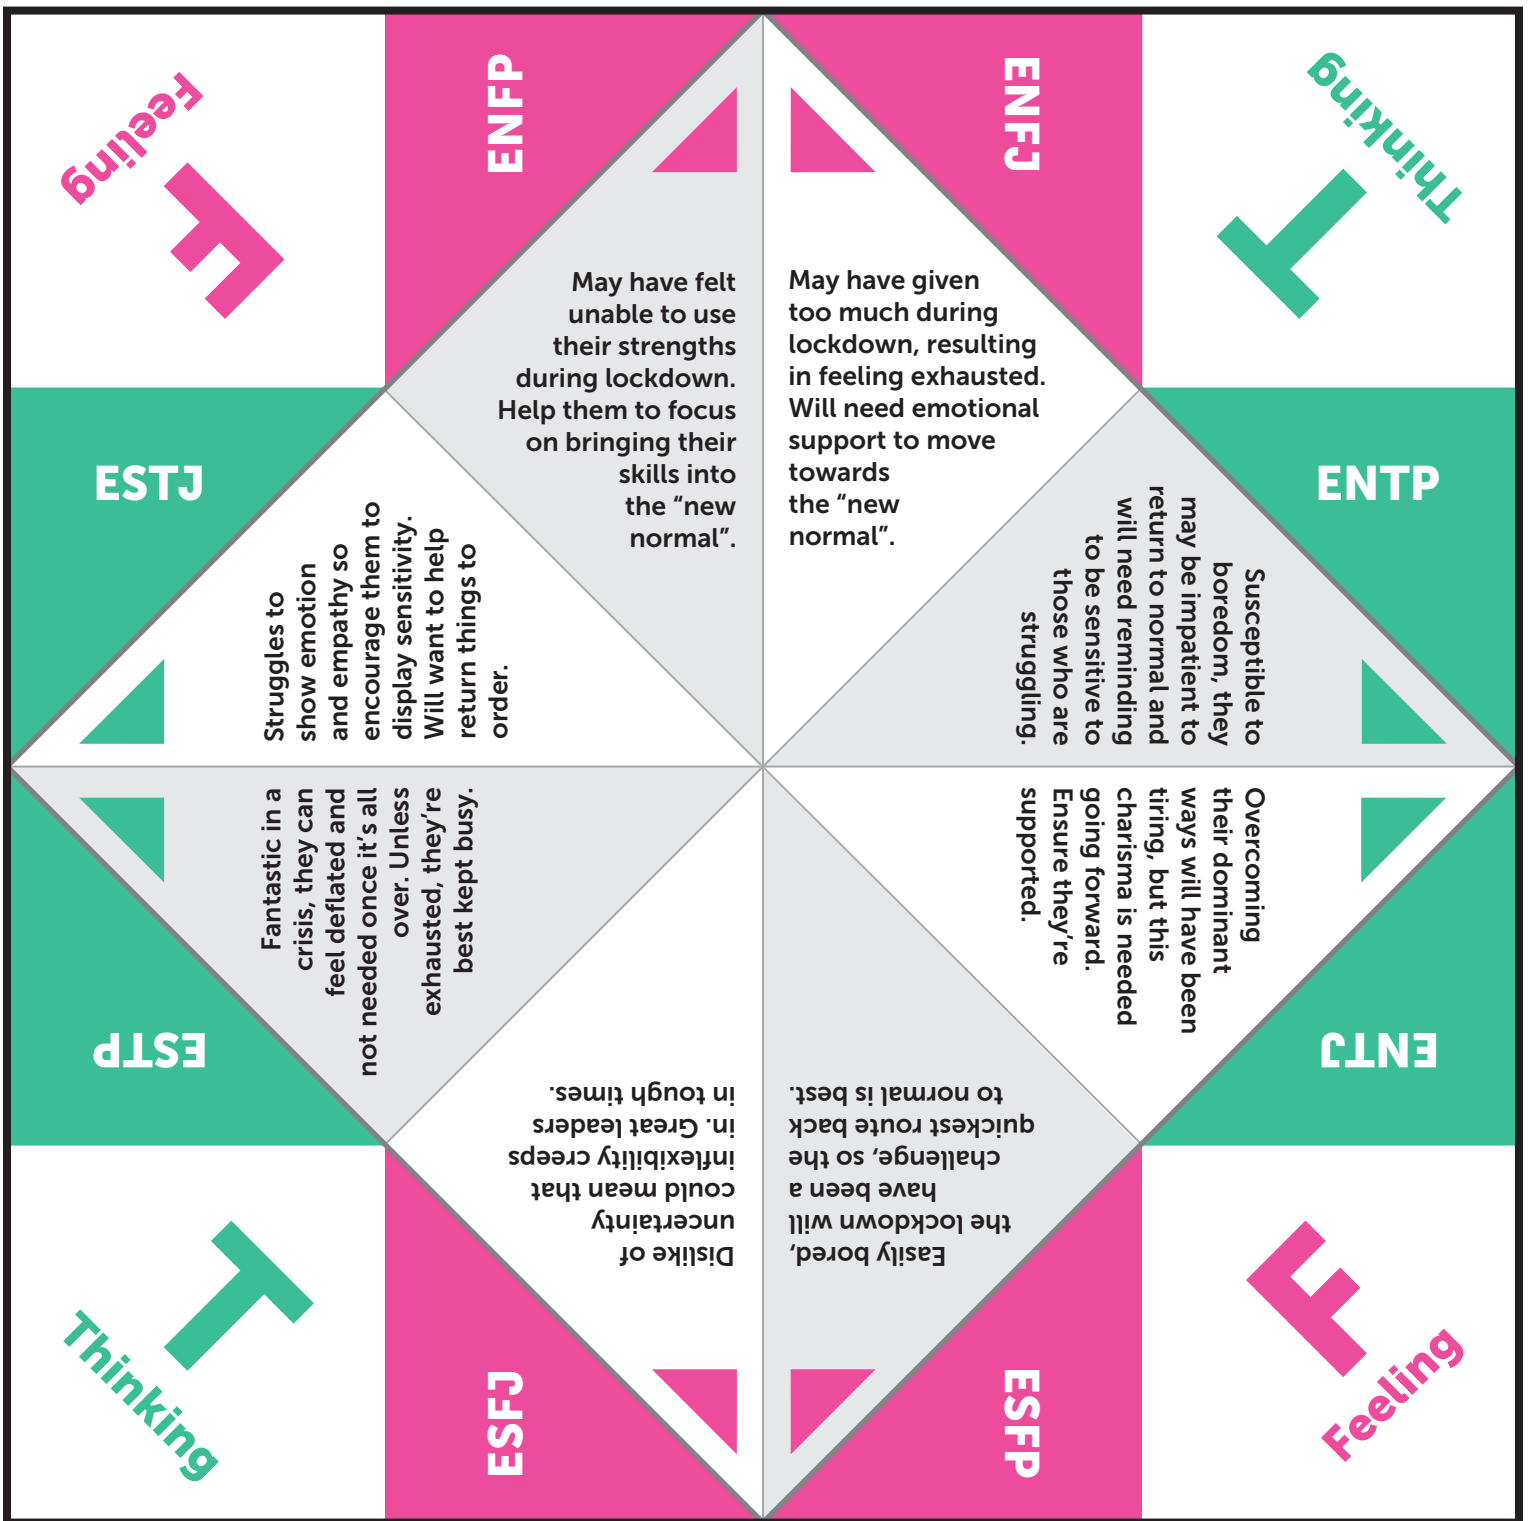 Feeling
F
ENFP
ENFJ
Thinking
T
ESTJ
ENTP
May have felt
unable to use
their strengths
during lockdown.
Help them to focus
on bringing their
skills into
the “new
normal”.
May have given
too much during
lockdown, resulting
in feeling exhausted.
Will need emotional
support to move
towards
the “new
normal”.
Struggles to
show emotion
and empathy so
encourage them to
display sensitivity.
Will want to help
return things to
order.
Susceptible to
boredom, they
may be impatient to
return to normal and
will need reminding
to be sensitive to
those who are
struggling.
Fantastic in a
crisis, they can
feel deflated and
not needed once it’s all
over. Unless
exhausted, they’re
best kept busy.
Overcoming
their dominant
ways will have been
tiring, but this
charisma is needed
going forward.
Ensure they’re
supported.
ESTP
ENTJ
Dislike of
uncertainty
could mean that
inflexibility creeps
in. Great leaders
in tough times.
Easily bored,
the lockdown will
have been a
challenge, so the
quickest route back
to normal is best.
T
Thinking
ESFJ
ESFP
F
Feeling